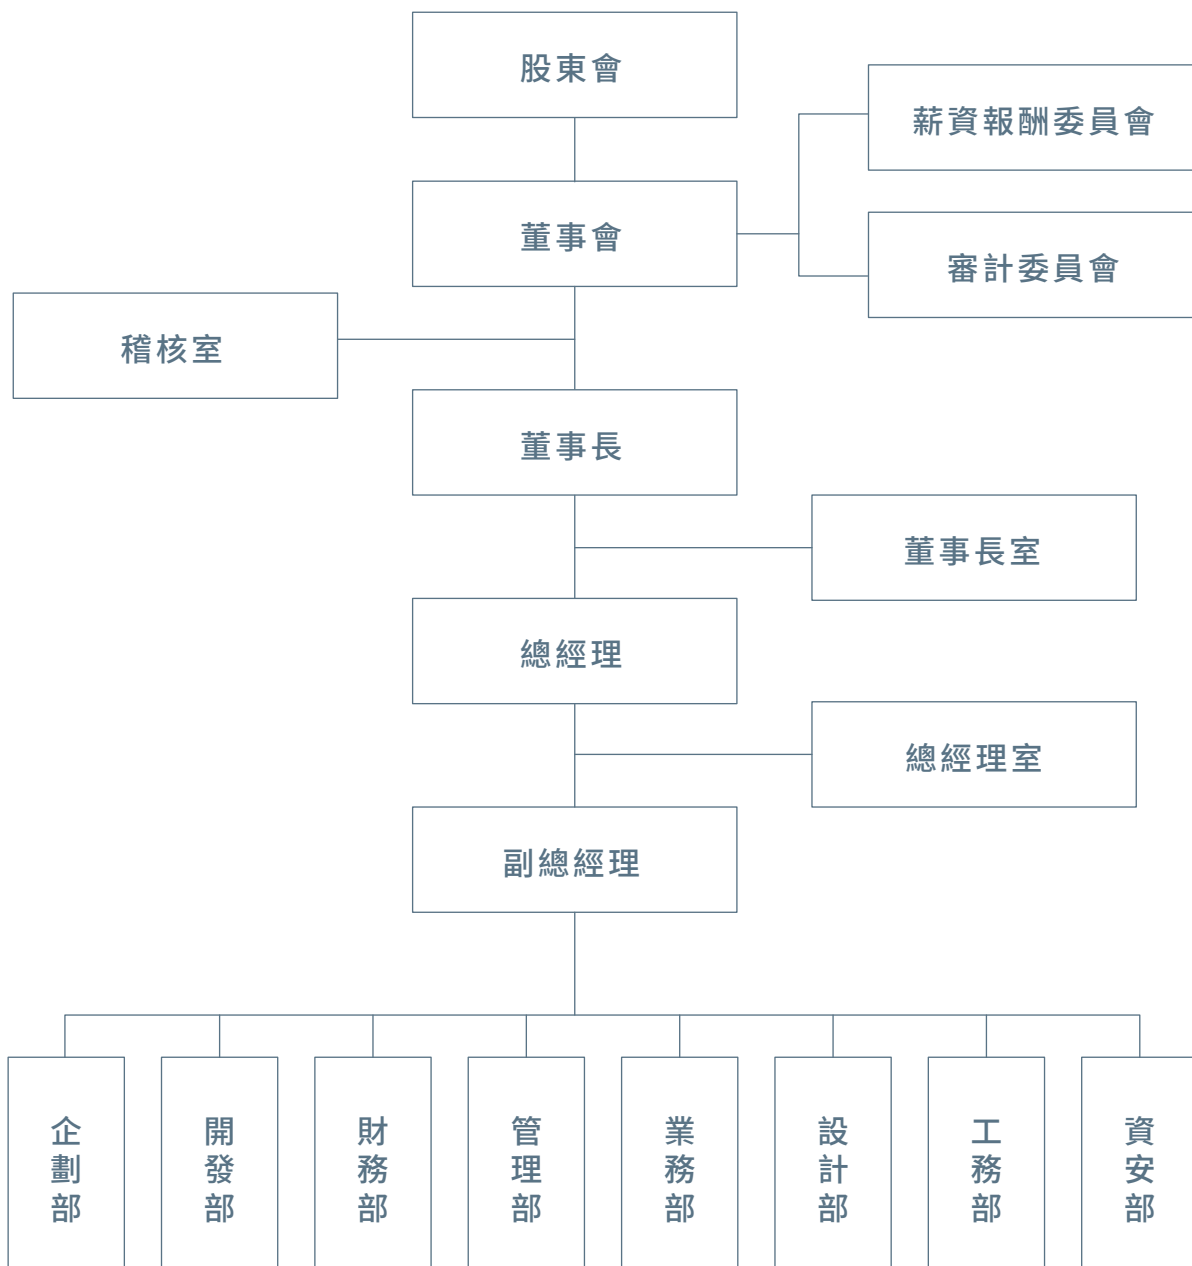 股東會
薪資報酬委員會
董事會
審計委員會
稽核室
董事長
董事長室
總經理
總經理室
副總經理
企劃部
開發部
財務部
管理部
業務部
設計部
工務部
資安部